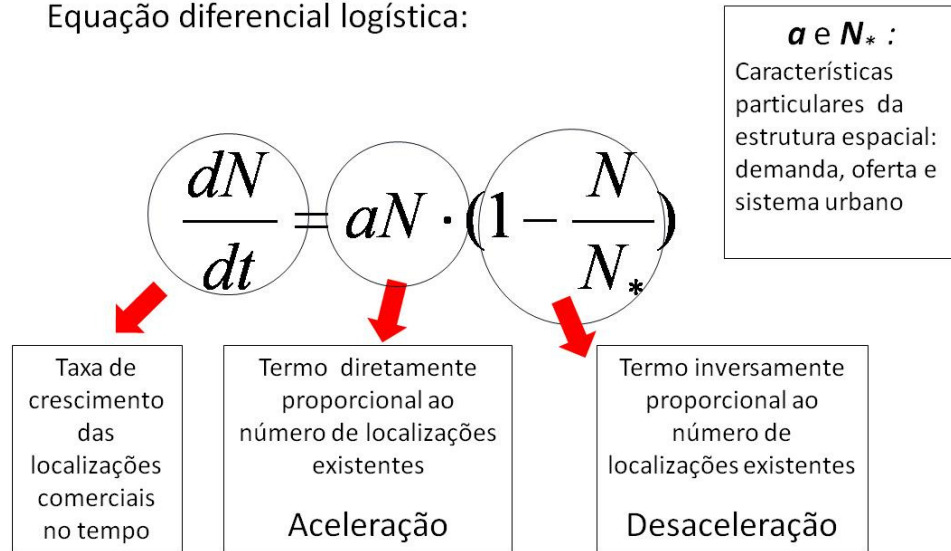 Equação diferencial logística:
a e N* :
Características
particulares da
estrutura espacial:
demanda, oferta e
sistema urbano
dN/dt = aN · (1 − N/N*)
Taxa de
crescimento
das
localizações
comerciais
no tempo
Termo diretamente
proporcional ao
número de localizações
existentes
Aceleração
Termo inversamente
proporcional ao
número de
localizações existentes
Desaceleração